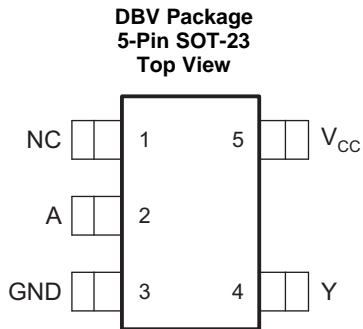 DBV Package
5-Pin SOT-23
Top View
NC 1 5 VCC
A 2
GND 3 4 Y